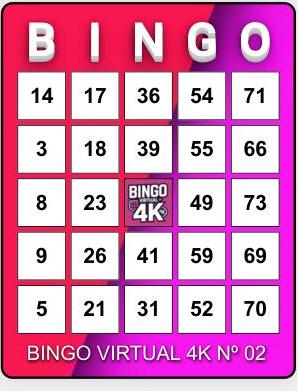 BINGO
14 17 36 54 71
3 18 39 55 66
8 23 BINGO VIRTUAL 4K 49 73
9 26 41 59 69
5 21 31 52 70
BINGO VIRTUAL 4K Nº 02